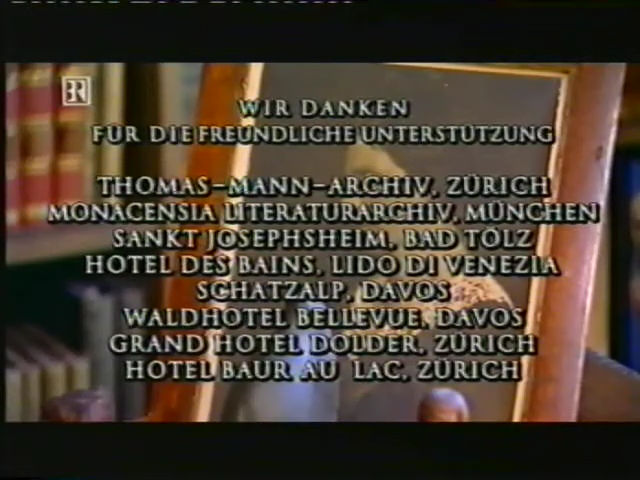 WIR DANKEN
FÜR DIE FREUNDLICHE UNTERSTÜTZUNG
THOMAS-MANN-ARCHIV, ZÜRICH
MONACENSIA LITERATURARCHIV, MÜNCHEN
SANKT JOSEPHSHEIM, BAD TÖLZ
HOTEL DES BAINS, LIDO DI VENEZIA
SCHATZALP, DAVOS
WALDHOTEL BELLEVUE, DAVOS
GRAND HOTEL DOLDER, ZÜRICH
HOTEL BAUR AU LAC, ZÜRICH